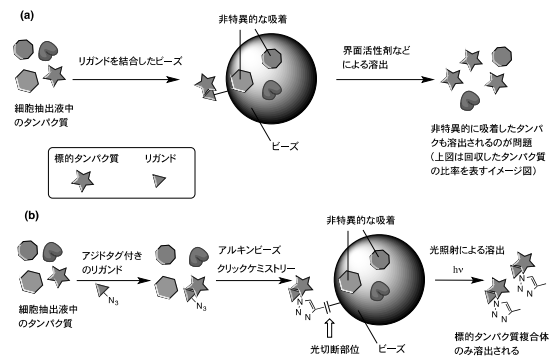 (a)
非特異的な吸着
リガンドを結合したビーズ
界面活性剤など
による溶出
細胞抽出液中
のタンパク質
ビーズ
非特異的に吸着したタンパ
クも溶出されるのが問題
(上図は回収したタンパク質
の比率を表すイメージ図)
標的タンパク質
リガンド
(b)
非特異的な吸着
アジドタグ付き
のリガンド
N3
アルキンビーズ
クリックケミストリー
光照射による溶出
hν
細胞抽出液中
のタンパク質
N3
N
N
N
光切断部位
ビーズ
N
N
N
N
N
N
標的タンパク質複合体
のみ溶出される